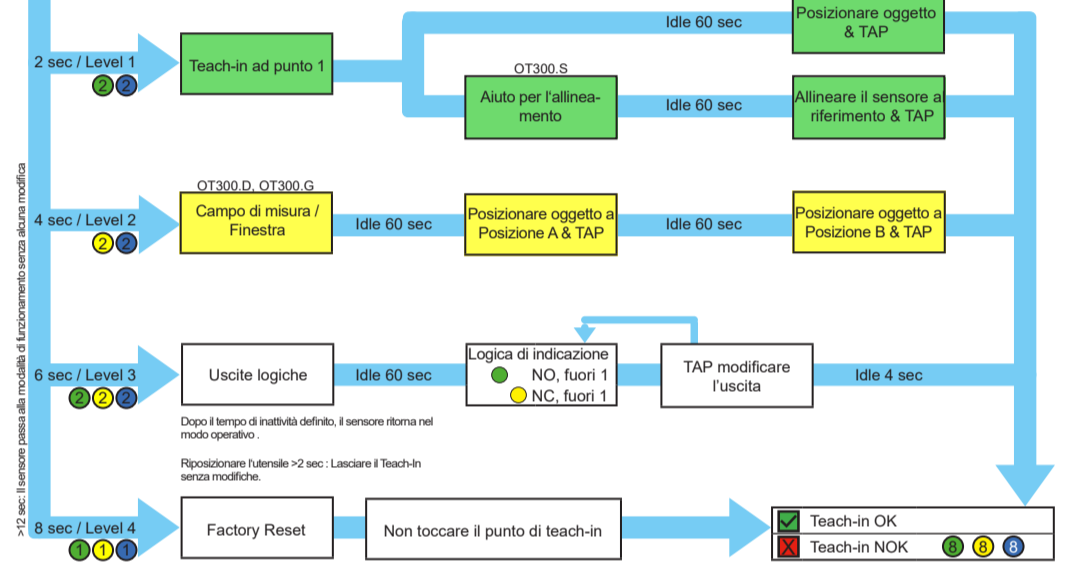 Idle 60 sec
Posizionare oggetto
& TAP
2 sec / Level 1
2 2
Teach-in ad punto 1
OT300.S
Aiuto per l'allinea-
mento
Idle 60 sec
Allineare il sensore al
riferimento & TAP
>12 sec: Il sensore passa alla modalità di funzionamento senza alcuna modifica
4 sec / Level 2
2 2
OT300.D, OT300.G
Campo di misura /
Finestra
Idle 60 sec
Posizionare oggetto a
Posizione A & TAP
Idle 60 sec
Posizionare oggetto a
Posizione B & TAP
6 sec / Level 3
2 2 2
Uscite logiche
Idle 60 sec
Logica di indicazione
NO, fuori 1
NC, fuori 1
TAP modificare
l'uscita
Idle 4 sec
Dopo il tempo di inattività definito, il sensore ritorna nel
modo operativo .
Riposizionare l'utensile >2 sec : Lasciare il Teach-In
senza modifiche.
8 sec / Level 4
1 1 1
Factory Reset
Non toccare il punto di teach-in
Teach-in OK
Teach-in NOK 8 8 8